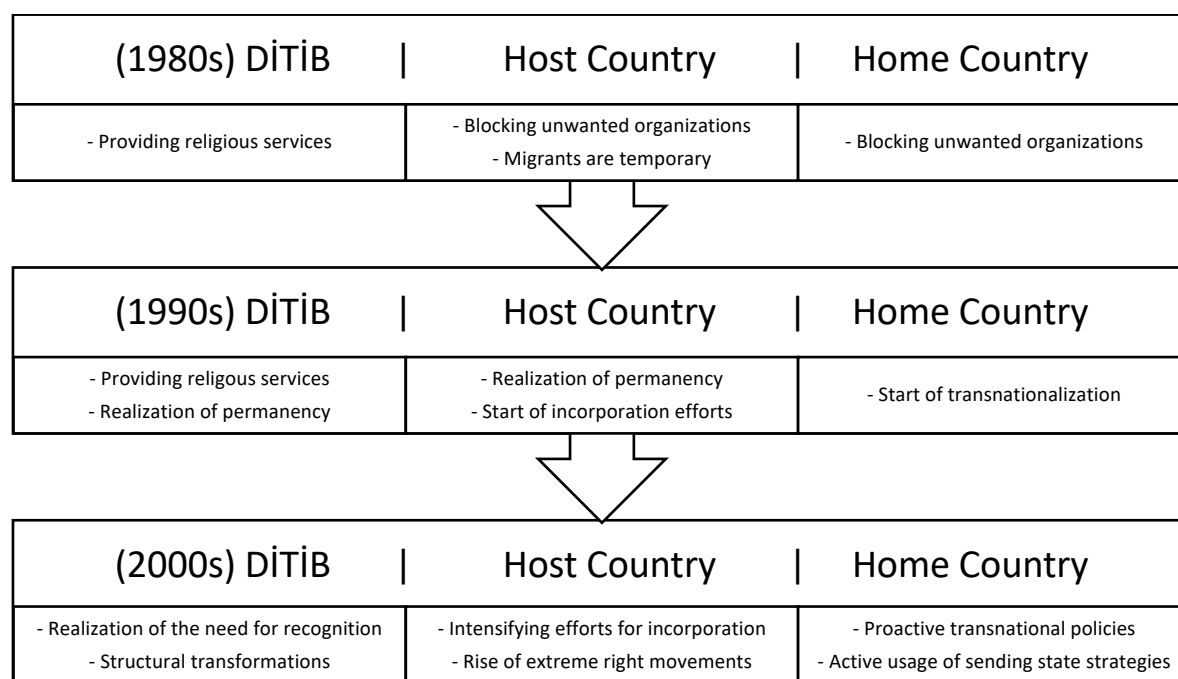 (1980s) DİTİB | Host Country | Home Country
- Providing religious services
- Blocking unwanted organizations
- Migrants are temporary
- Blocking unwanted organizations
(1990s) DİTİB | Host Country | Home Country
- Providing religous services
- Realization of permanency
- Realization of permanency
- Start of incorporation efforts
- Start of transnationalization
(2000s) DİTİB | Host Country | Home Country
- Realization of the need for recognition
- Structural transformations
- Intensifying efforts for incorporation
- Rise of extreme right movements
- Proactive transnational policies
- Active usage of sending state strategies